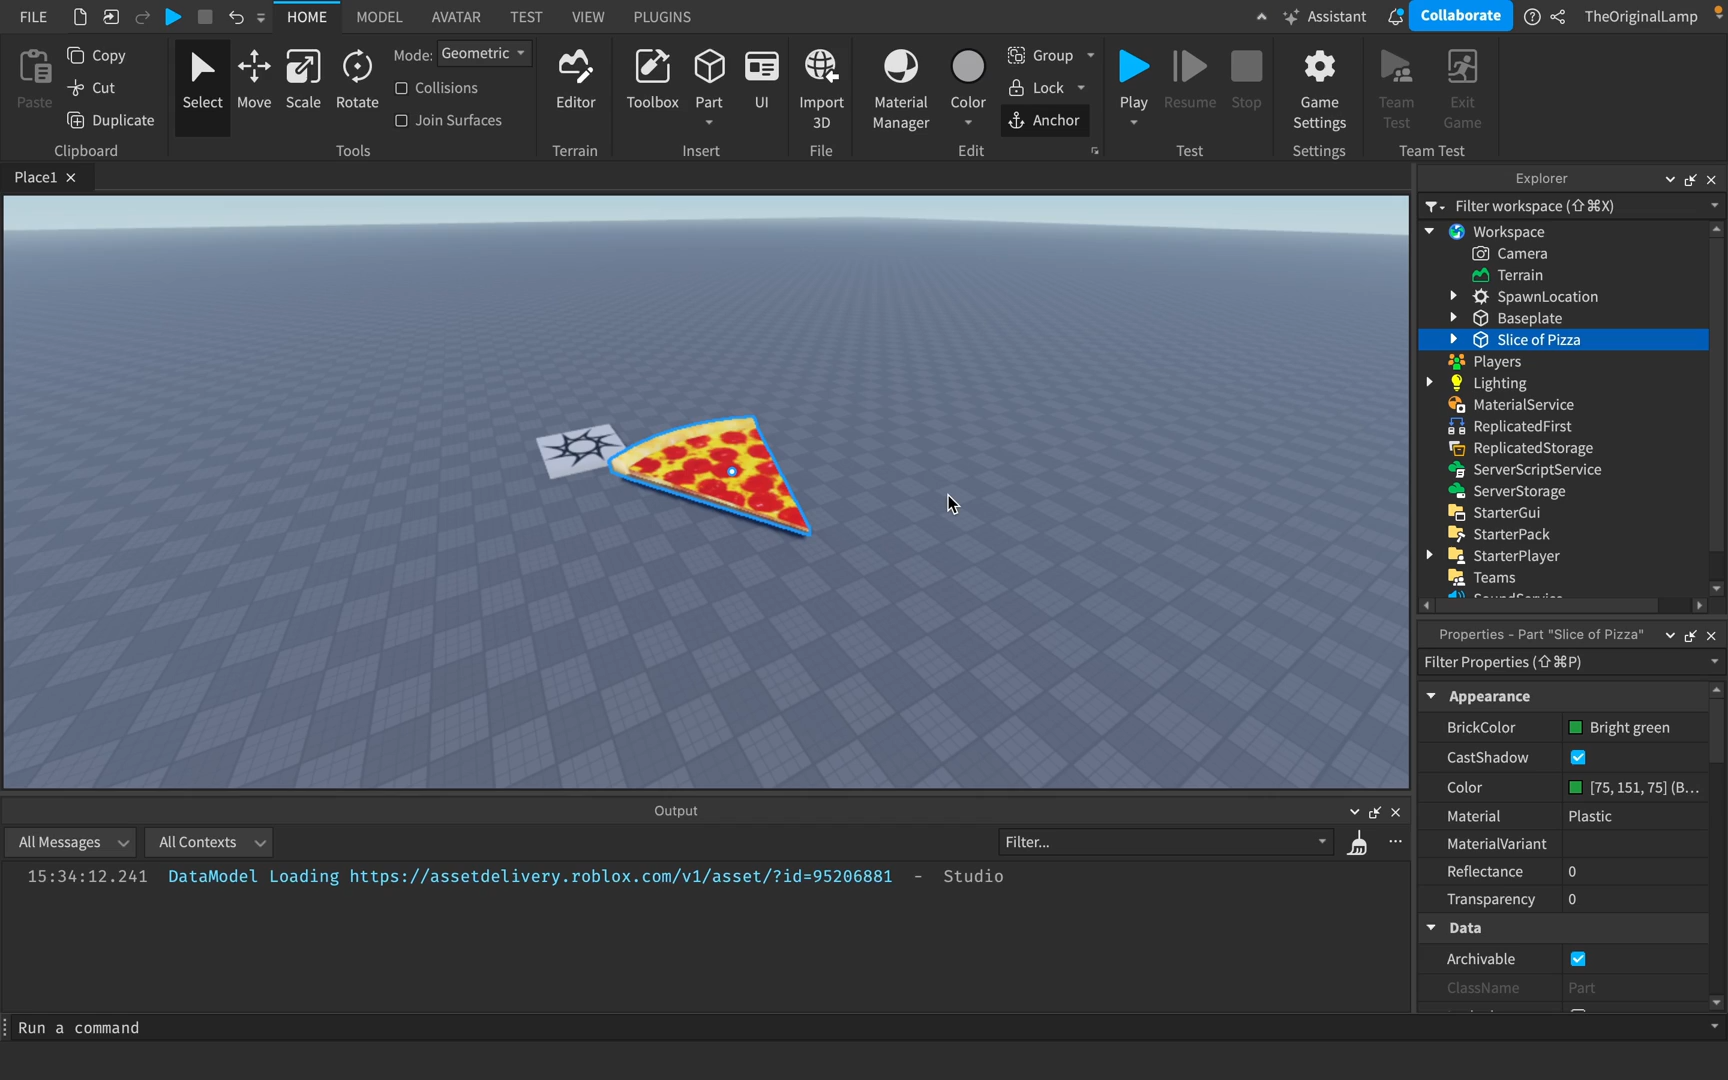 FILE HOME MODEL AVATAR TEST VIEW PLUGINS Assistant Collaborate TheOriginalLamp
Paste Copy Cut Duplicate
Clipboard
Select Move Scale Rotate Mode: Geometric
Collisions
Join Surfaces
Tools
Editor
Terrain
Toolbox Part UI
Insert
Import 3D
File
Material Manager Color Group Lock Anchor
Edit
Play Resume Stop
Test
Game Settings
Settings
Team Test Exit Game
Team Test
Place1
Explorer
Filter workspace (⇧⌘X)
Workspace
Camera
Terrain
SpawnLocation
Baseplate
Slice of Pizza
Players
Lighting
MaterialService
ReplicatedFirst
ReplicatedStorage
ServerScriptService
ServerStorage
StarterGui
StarterPack
StarterPlayer
Teams
Properties - Part "Slice of Pizza"
Filter Properties (⇧⌘P)
Appearance
BrickColor Bright green
CastShadow
Color [75, 151, 75] (B...
Material Plastic
MaterialVariant
Reflectance 0
Transparency 0
Data
Archivable
ClassName Part
Output
All Messages All Contexts Filter...
15:34:12.241 DataModel Loading https://assetdelivery.roblox.com/v1/asset/?id=95206881 - Studio
Run a command